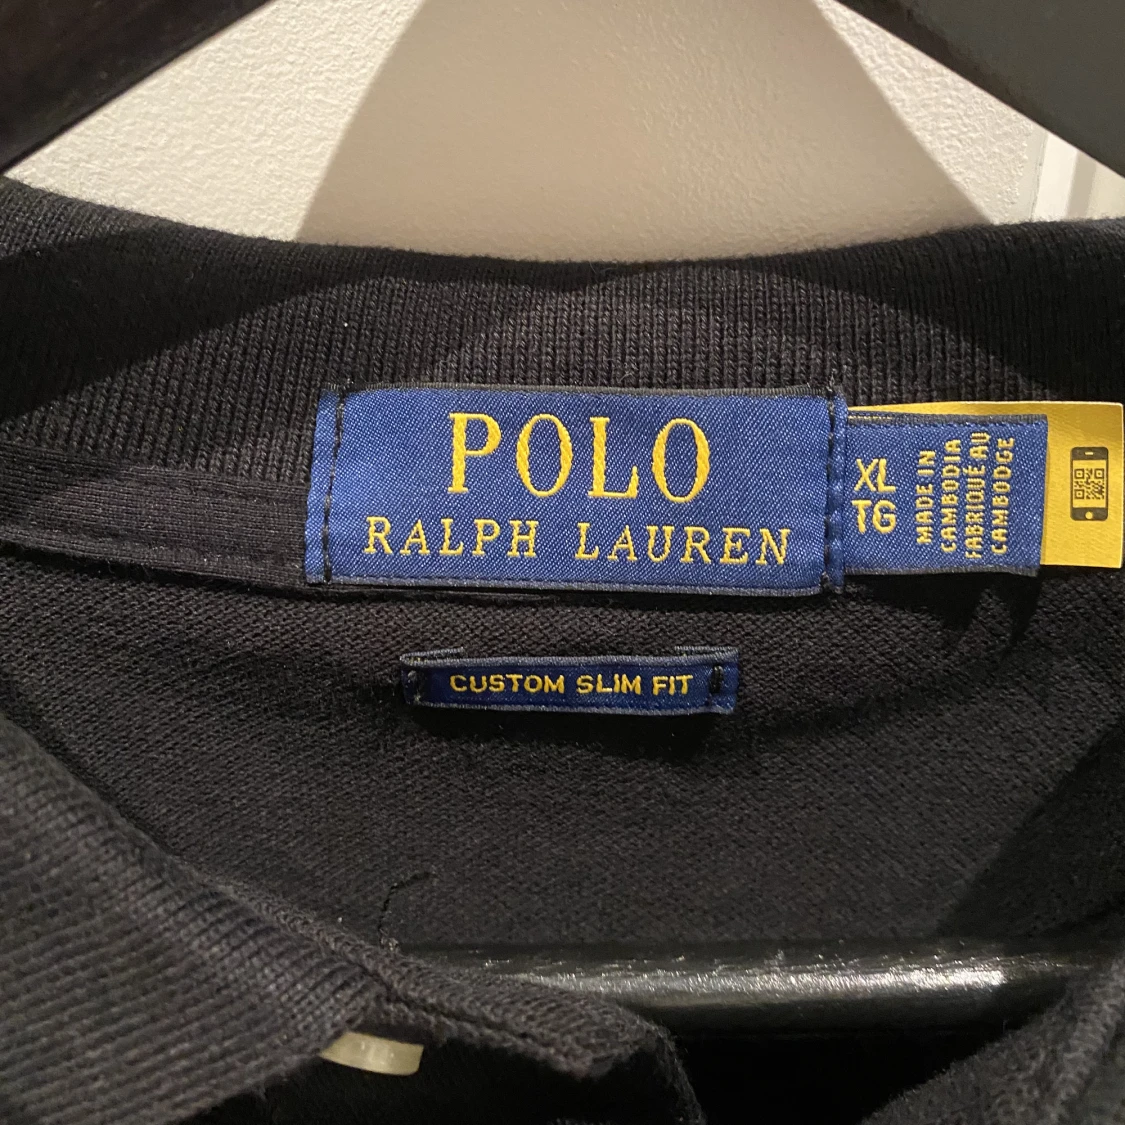 POLO
RALPH LAUREN
XL
TG
MADE IN
CAMBODIA
FABRIQUÉ AU
CAMBODGE
CUSTOM SLIM FIT